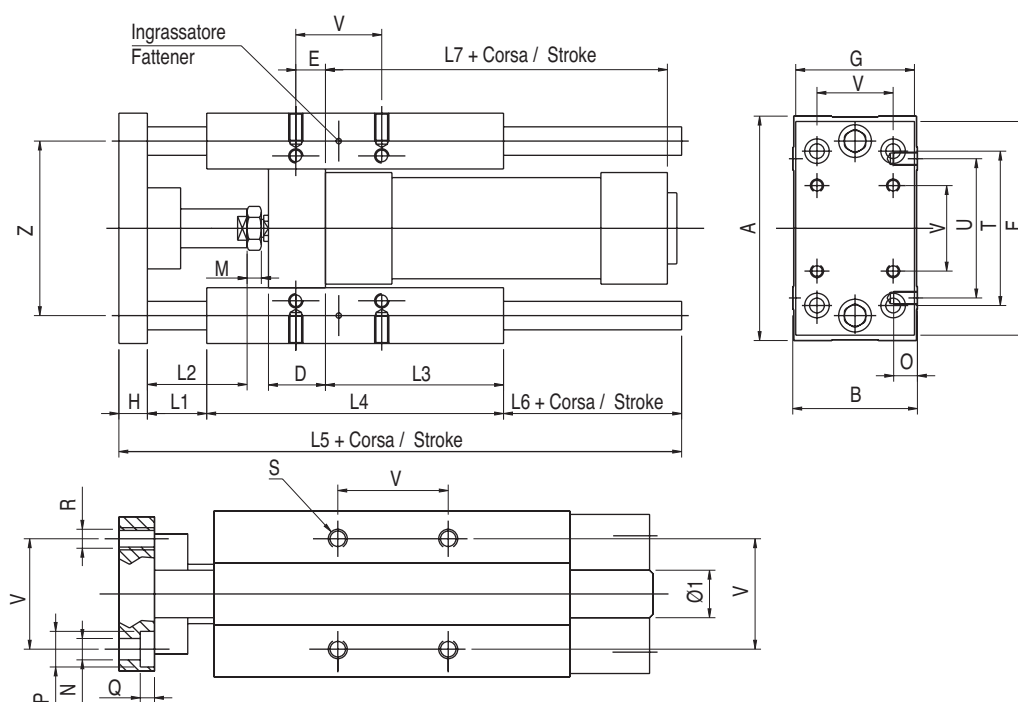 Ingrassatore
Fattener
V
E
L7 + Corsa / Stroke
Z
M
L2
D
L3
H
L1
L4
L6 + Corsa / Stroke
L5 + Corsa / Stroke
G
V
A
V
U
T
F
O
B
S
V
R
V
P
N
Q
Ø1
V